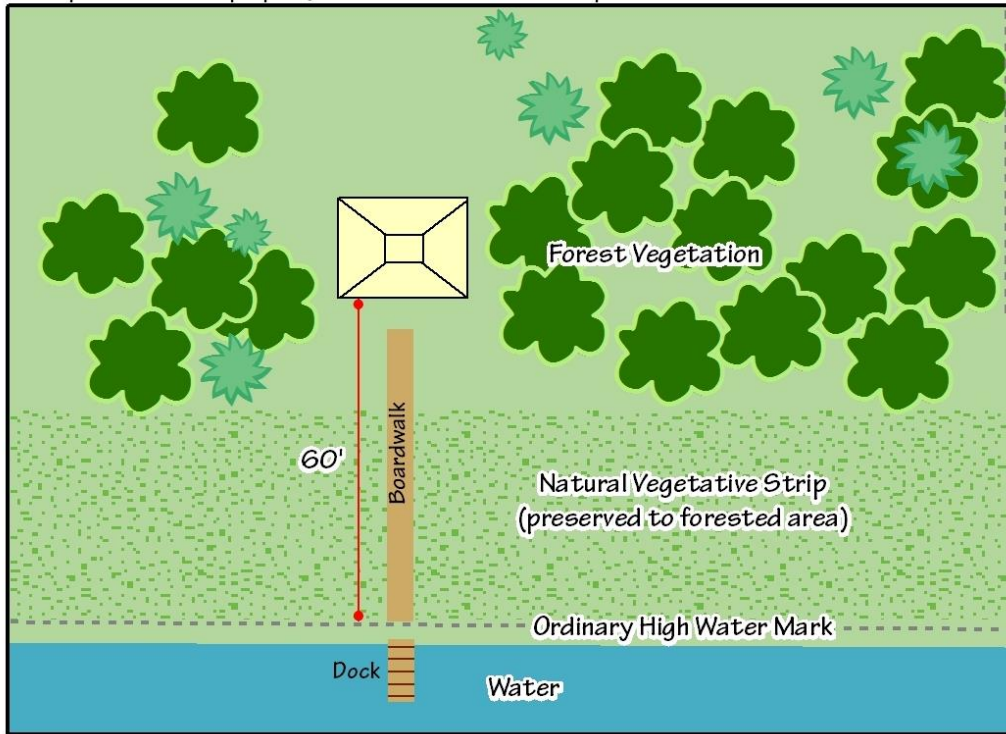 Forest Vegetation
60'
Boardwalk
Natural Vegetative Strip
(preserved to forested area)
Ordinary High Water Mark
Dock
Water